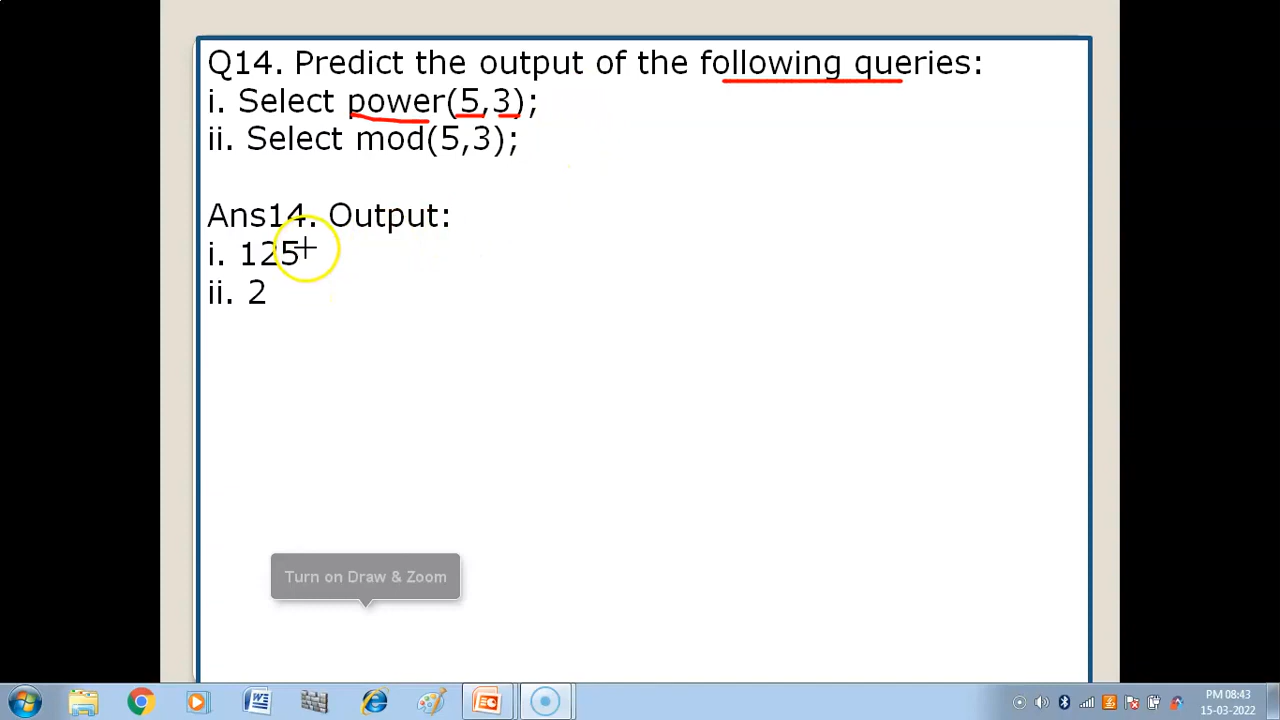 Q14. Predict the output of the following queries:
i. Select power(5,3);
ii. Select mod(5,3);
Ans14. Output:
i. 125
ii. 2
Turn on Draw & Zoom
PM 08:43
15-03-2022